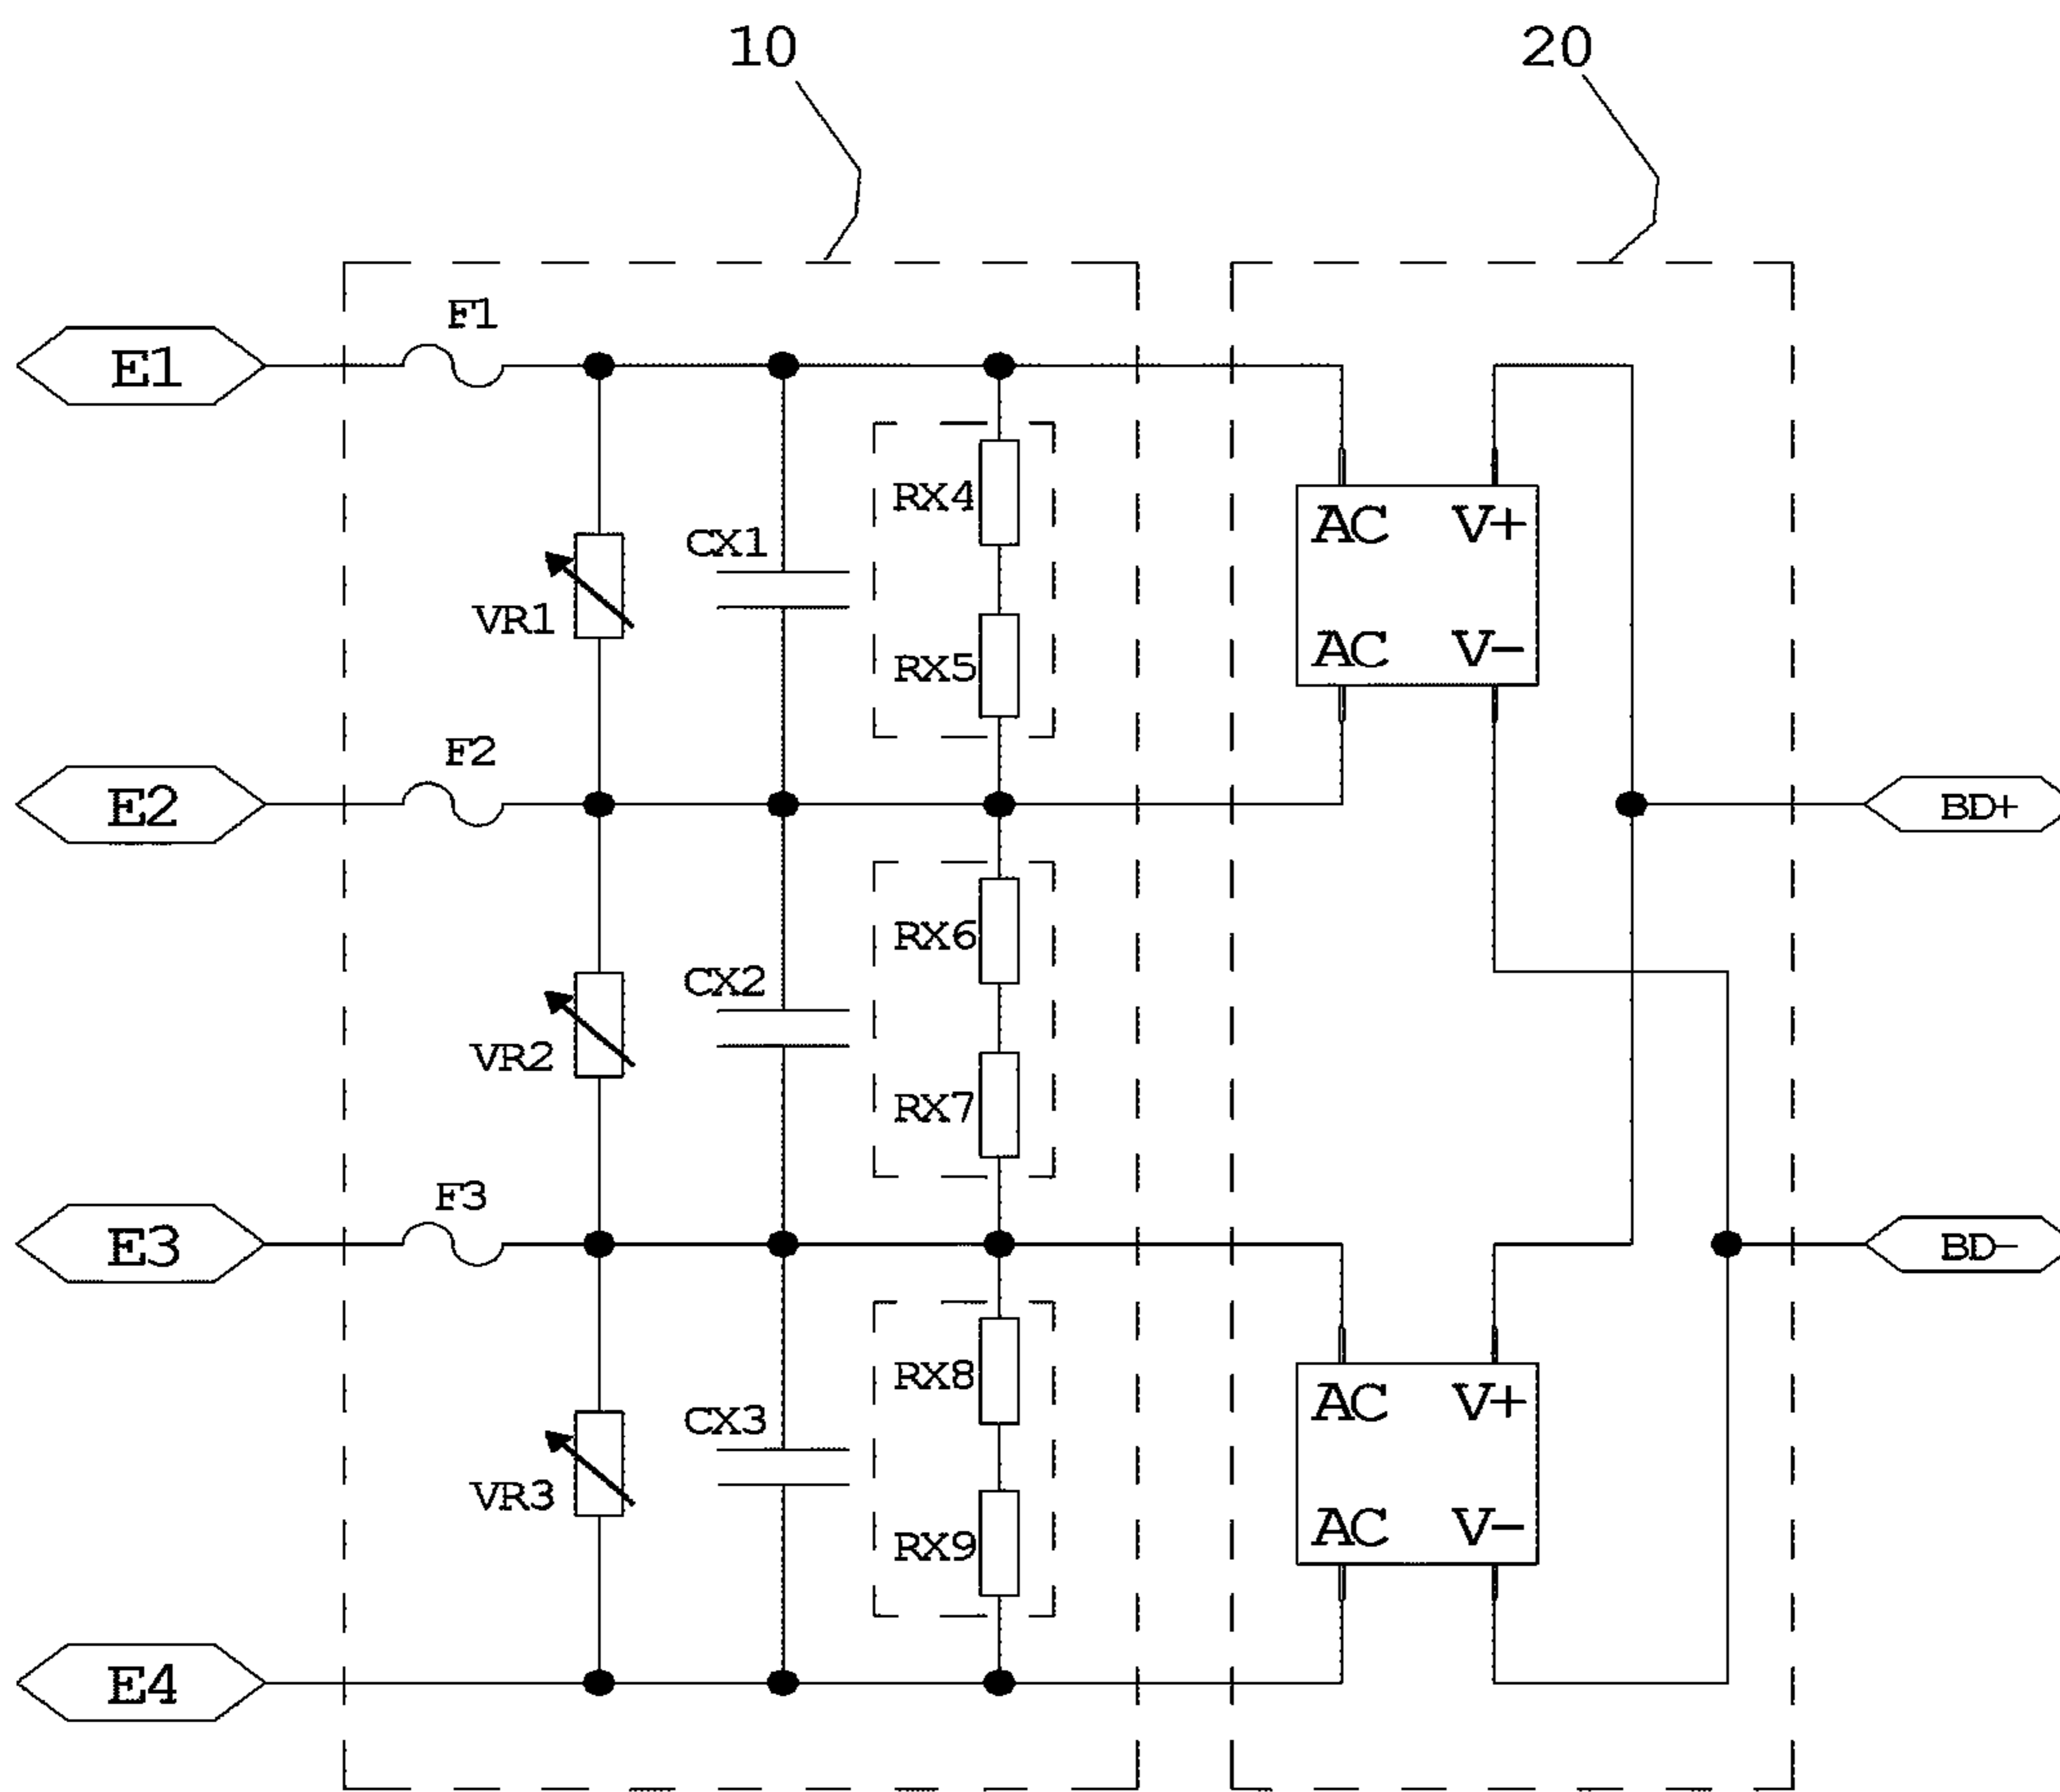 10
20
F1
E1
RX4
AC V+
CX1
VR1
AC V-
RX5
F2
E2
BD+
RX6
CX2
VR2
RX7
F3
E3
BD-
RX8
AC V+
CX3
VR3
AC V-
RX9
E4